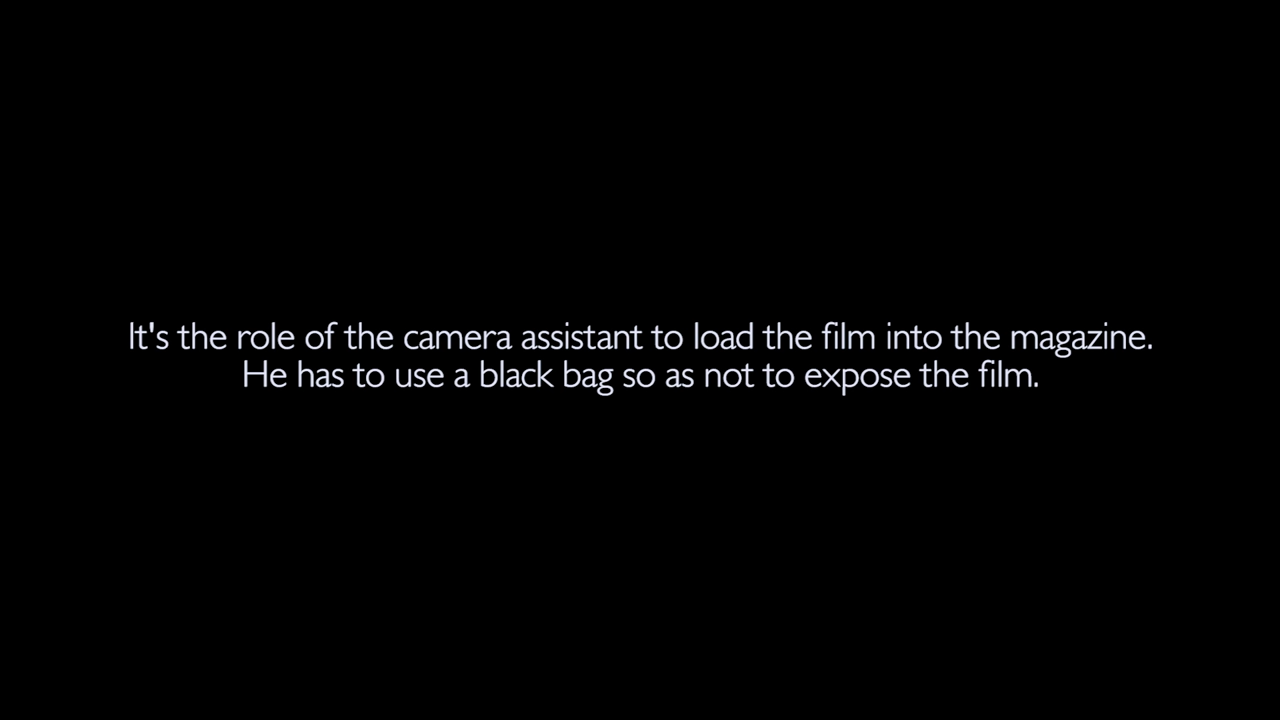 It's the role of the camera assistant to load the film into the magazine.
He has to use a black bag so as not to expose the film.